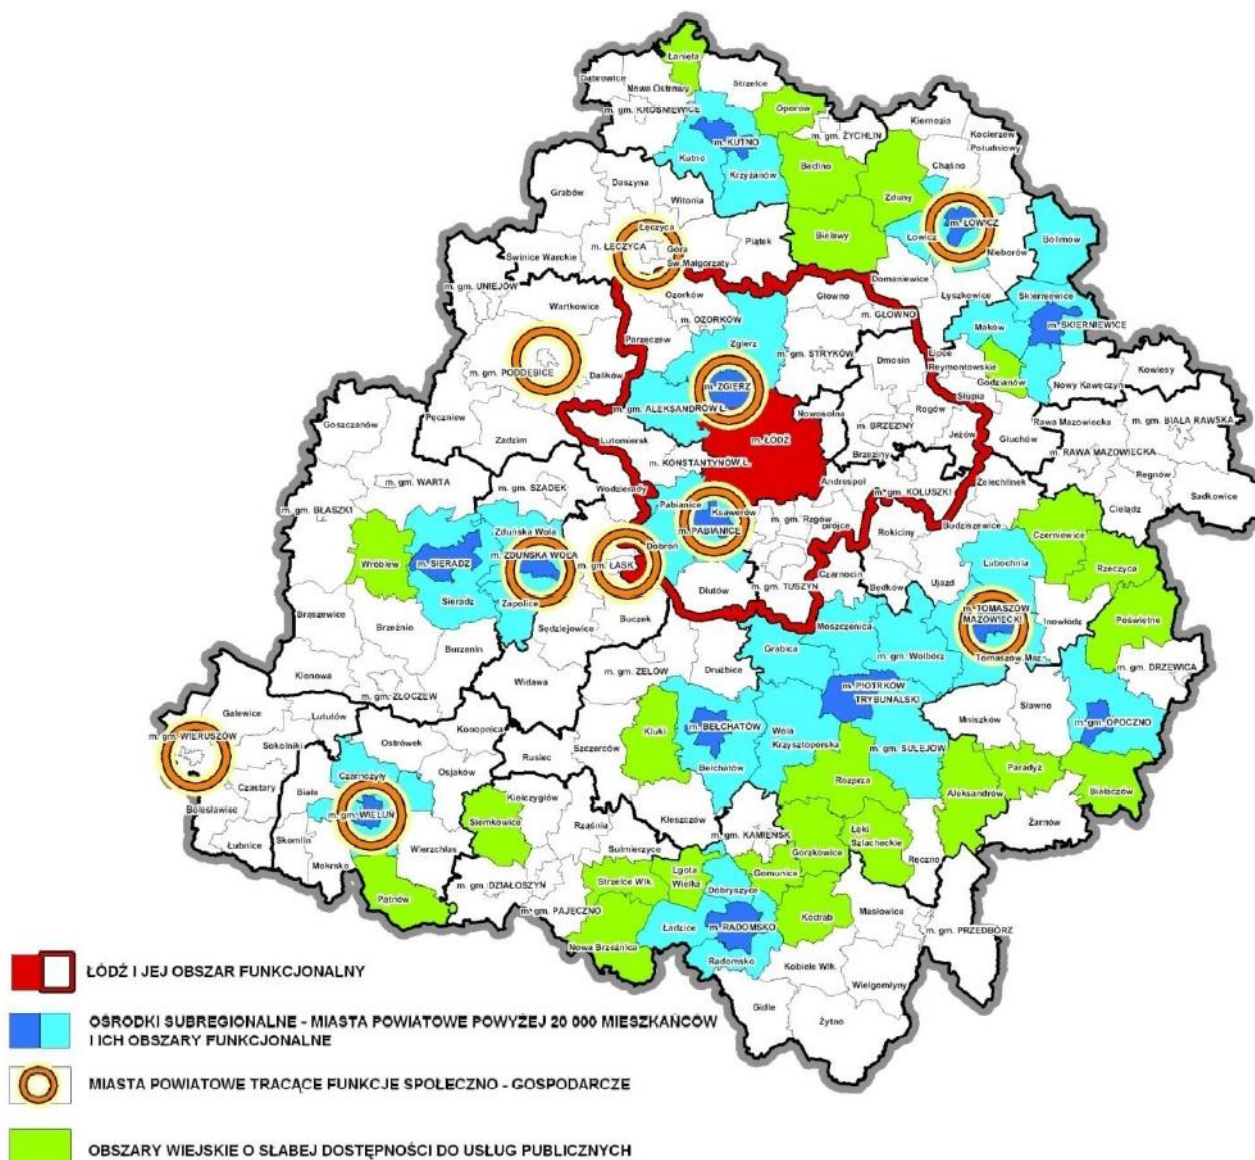 Łanięta
Dąbrowice
Nowe Ostrowy
Strzelce
m. gm. KROŚNIEWICE
Oporów
m. gm. ŻYCHLIN
Kiernozia
Kocierzew
Południowy
m. KUTNO
Kutno
Krzyżanów
Bedlno
Chąśno
Zduny
Grabów
Daszyna
Witonia
Łęczyca
m. ŁĘCZYCA
Góra
Św. Małgorzaty
Piątek
Bielawy
m. ŁOWICZ
Łowicz
Nieborów
Bolimów
Świnice Warckie
m. gm. UNIEJÓW
Wartkowice
Ozorków
m. OZORKÓW
Domaniewice
Głowno
m. GŁOWNO
Łyszkowice
Skierniewice
m. SKIERNIEWICE
Maków
Parzęczew
Zgierz
m. gm. STRYKÓW
Dmosin
Lipce
Reymontowskie
Godzianów
Kowiesy
Nowy Kawęczyn
m. gm. PODDĘBICE
Dalików
m. ZGIERZ
m. gm. ALEKSANDRÓW Ł.
Nowosolna
Rogów
Słupia
m. BRZEZINY
Brzeziny
Jeżów
Głuchów
Rawa Mazowiecka
m. gm. BIAŁA RAWSKA
m. RAWA MAZOWIECKA
Regnów
Sadkowice
Cielądz
Pęczniew
Zadzim
Goszczanów
Lutomiersk
m. ŁÓDŹ
m. KONSTANTYNÓW Ł.
Andrespol
m. gm. KOLUSZKI
Żelechlinek
m. gm. WARTA
m. gm. SZADEK
Wodzierady
m. gm. BŁASZKI
Pabianice
Ksawerów
m. PABIANICE
m. gm. Rzgów
Brójce
Rokiciny
Budziszewice
Czerniewice
Rzeczyca
Wróblew
m. SIERADZ
Zduńska Wola
m. ZDUŃSKA WOLA
m. gm. ŁASK
Dobroń
Dłutów
m. gm. TUSZYN
Czarnocin
Będków
Ujazd
Lubochnia
Sieradz
Zapolice
Sędziejowice
Buczek
Brąszewice
Brzeźnio
Burzenin
m. TOMASZÓW
MAZOWIECKI
Tomaszów Maz.
Inowłódz
Poświętne
m. gm. DRZEWICA
Klonowa
m. gm. ZŁOCZEW
Widawa
m. gm. ZELÓW
Drużbice
Grabica
Moszczenica
m. gm. Wolbórz
m. PIOTRKÓW
TRYBUNALSKI
Mniszków
Sławno
m. gm. OPOCZNO
Galewice
Lututów
m. gm. WIERUSZÓW
Sokolniki
Ostrówek
Konopnica
Rusiec
Szczerców
Kluki
m. BEŁCHATÓW
Bełchatów
Wola
Krzysztoporska
m. gm. SULEJÓW
Czastary
Bolesławiec
Łubnice
Biała
Czarnożyły
Osjaków
m. gm. WIELUŃ
Skomlin
Mokrsko
Wierzchlas
Pątnów
Siemkowice
Kiełczygłów
Rząśnia
Sulmierzyce
Kleszczów
m. gm. KAMIEŃSK
Rozprza
Aleksandrów
Paradyż
Białaczów
Żarnów
Łęki
Szlacheckie
Ręczno
Gorzkowice
Gomunice
m. gm. DZIAŁOSZYN
m. gm. PAJĘCZNO
Strzelce Wlk.
Lgota
Wielka
Dobryszyce
Ładzice
m. RADOMSKO
Radomsko
Kodrąb
Masłowice
m. gm. PRZEDBÓRZ
Nowa Brzeźnica
Kobiele Wlk.
Wielgomłyny
Gidle
Żytno
ŁÓDŹ I JEJ OBSZAR FUNKCJONALNY
OŚRODKI SUBREGIONALNE - MIASTA POWIATOWE POWYŻEJ 20 000 MIESZKAŃCÓW
I ICH OBSZARY FUNKCJONALNE
MIASTA POWIATOWE TRACĄCE FUNKCJE SPOŁECZNO - GOSPODARCZE
OBSZARY WIEJSKIE O SŁABEJ DOSTĘPNOŚCI DO USŁUG PUBLICZNYCH